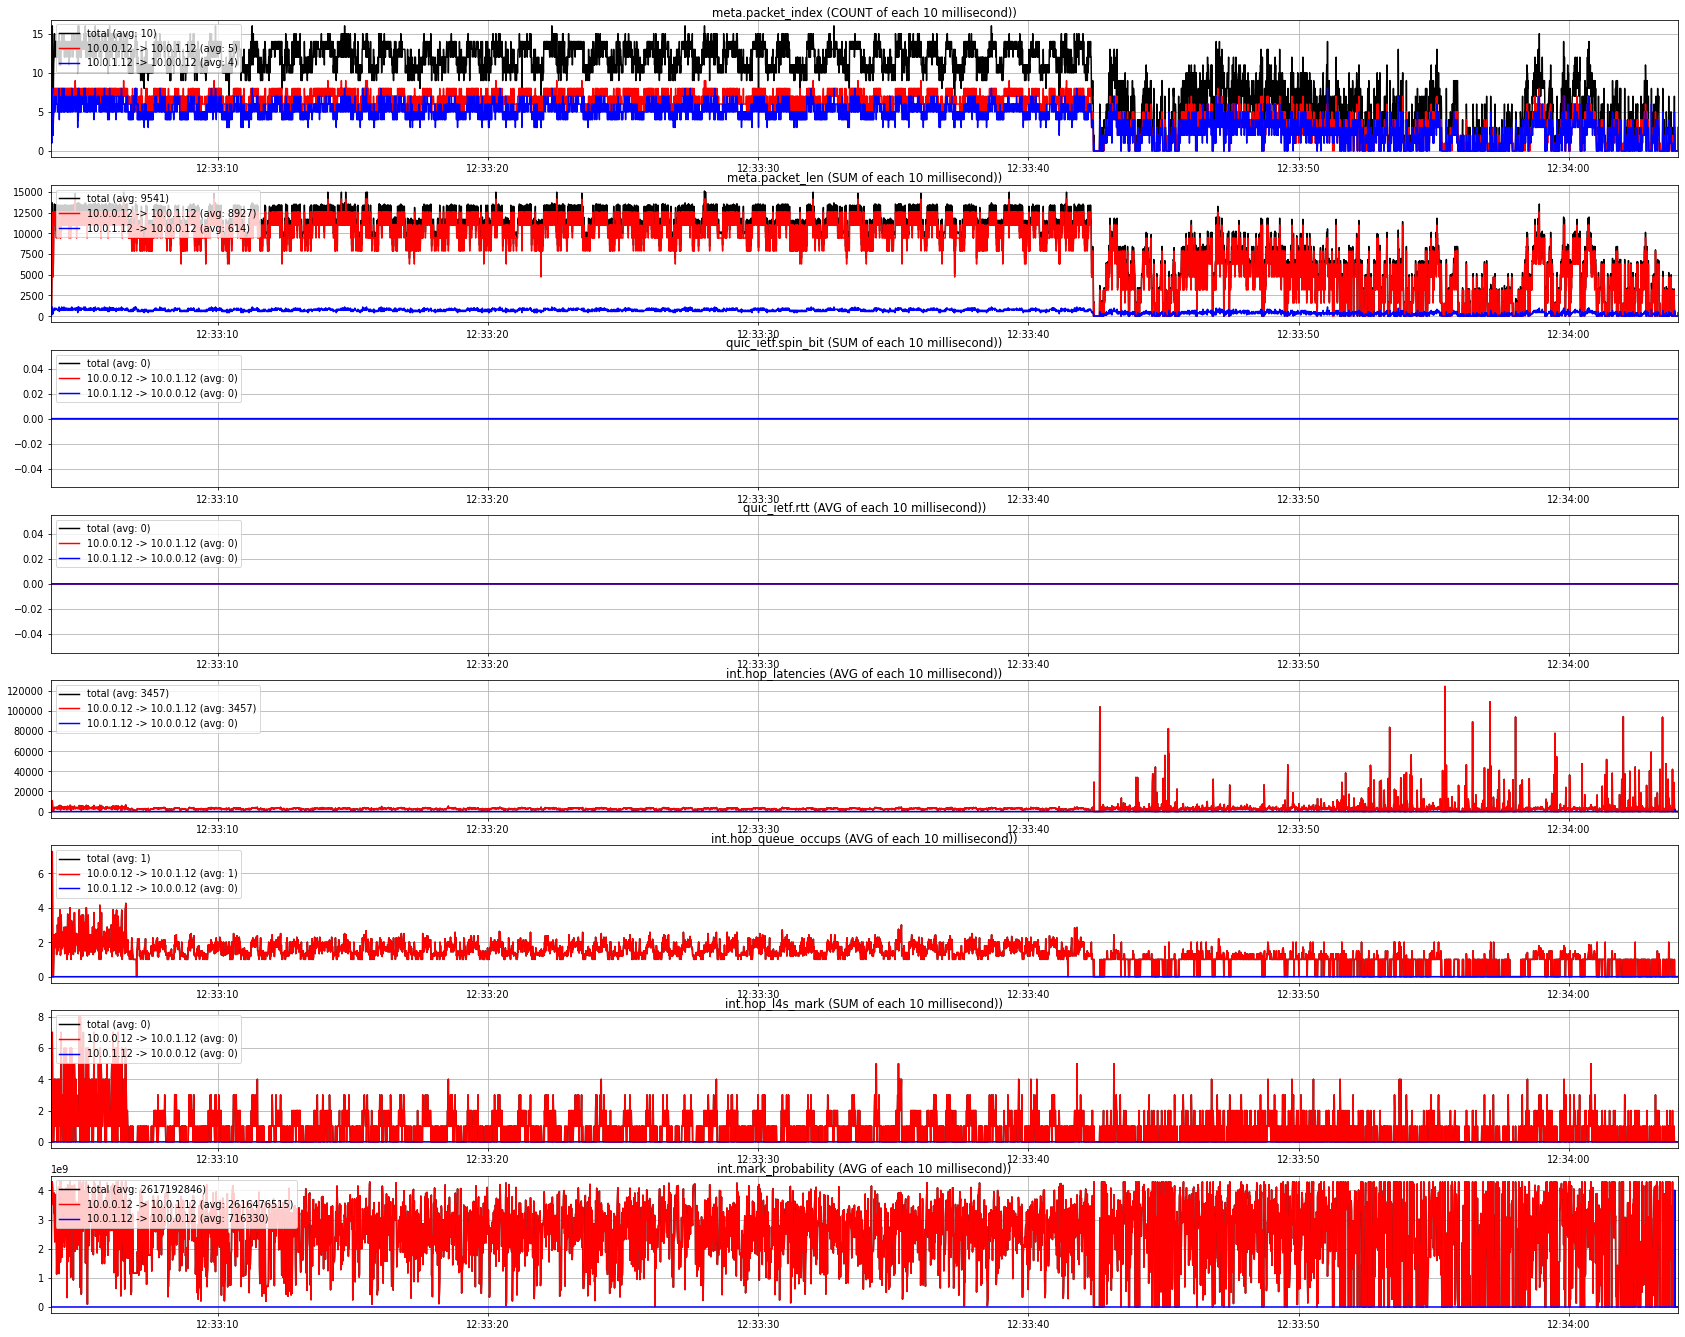 meta.packet_index (COUNT of each 10 millisecond))
15
10
5
0
total (avg: 10)
10.0.0.12 -> 10.0.1.12 (avg: 5)
10.0.1.12 -> 10.0.0.12 (avg: 4)
12:33:10 12:33:20 12:33:30 12:33:40 12:33:50 12:34:00
meta.packet_len (SUM of each 10 millisecond))
15000
12500
10000
7500
5000
2500
0
total (avg: 9541)
10.0.0.12 -> 10.0.1.12 (avg: 8927)
10.0.1.12 -> 10.0.0.12 (avg: 614)
12:33:10 12:33:20 12:33:30 12:33:40 12:33:50 12:34:00
quic_ietf.spin_bit (SUM of each 10 millisecond))
0.04
0.02
0.00
−0.02
−0.04
total (avg: 0)
10.0.0.12 -> 10.0.1.12 (avg: 0)
10.0.1.12 -> 10.0.0.12 (avg: 0)
12:33:10 12:33:20 12:33:30 12:33:40 12:33:50 12:34:00
quic_ietf.rtt (AVG of each 10 millisecond))
0.04
0.02
0.00
−0.02
−0.04
total (avg: 0)
10.0.0.12 -> 10.0.1.12 (avg: 0)
10.0.1.12 -> 10.0.0.12 (avg: 0)
12:33:10 12:33:20 12:33:30 12:33:40 12:33:50 12:34:00
int.hop_latencies (AVG of each 10 millisecond))
120000
100000
80000
60000
40000
20000
0
total (avg: 3457)
10.0.0.12 -> 10.0.1.12 (avg: 3457)
10.0.1.12 -> 10.0.0.12 (avg: 0)
12:33:10 12:33:20 12:33:30 12:33:40 12:33:50 12:34:00
int.hop_queue_occups (AVG of each 10 millisecond))
6
4
2
0
total (avg: 1)
10.0.0.12 -> 10.0.1.12 (avg: 1)
10.0.1.12 -> 10.0.0.12 (avg: 0)
12:33:10 12:33:20 12:33:30 12:33:40 12:33:50 12:34:00
int.hop_l4s_mark (SUM of each 10 millisecond))
8
6
4
2
0
total (avg: 0)
10.0.0.12 -> 10.0.1.12 (avg: 0)
10.0.1.12 -> 10.0.0.12 (avg: 0)
12:33:10 12:33:20 12:33:30 12:33:40 12:33:50 12:34:00
int.mark_probability (AVG of each 10 millisecond))
1e9
4
3
2
1
0
total (avg: 2617192846)
10.0.0.12 -> 10.0.1.12 (avg: 2616476515)
10.0.1.12 -> 10.0.0.12 (avg: 716330)
12:33:10 12:33:20 12:33:30 12:33:40 12:33:50 12:34:00